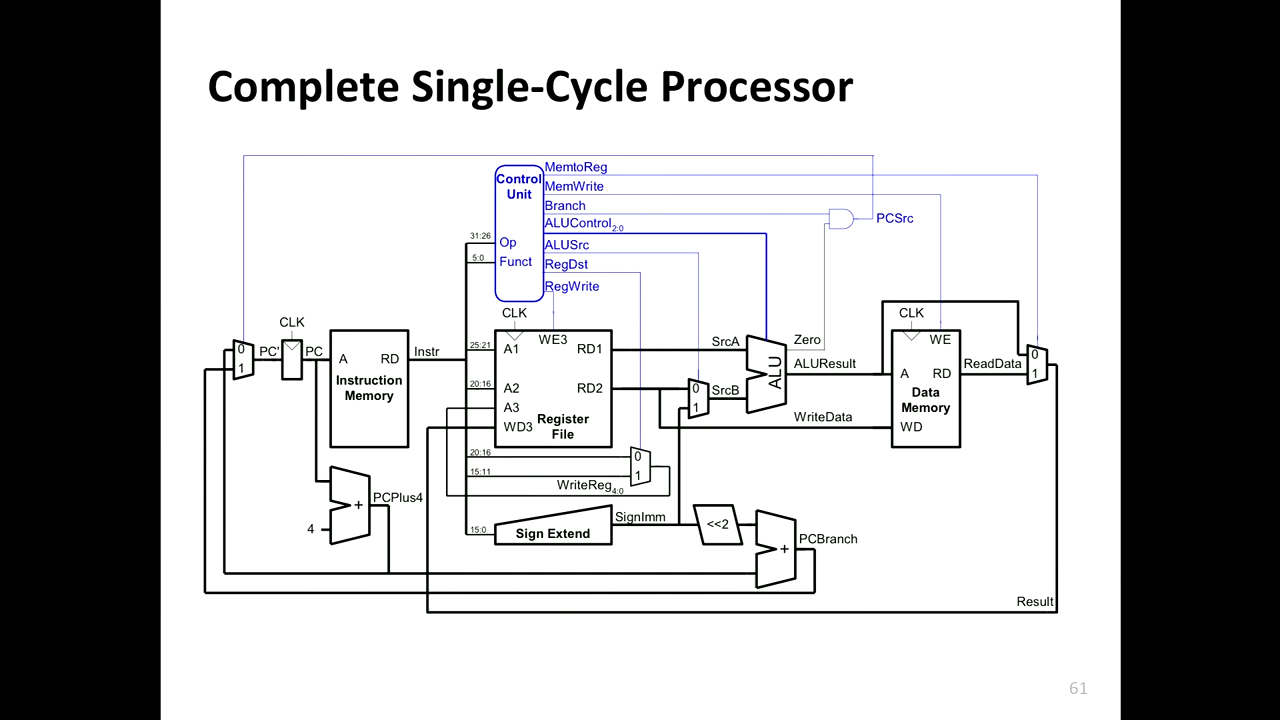 Complete Single-Cycle Processor
MemtoReg
Control
Unit
MemWrite
Branch
PCSrc
ALUControl2:0
31:26
Op
ALUSrc
5:0
Funct
RegDst
RegWrite
CLK
CLK
CLK
WE3
WE
0
PC'
PC
A
RD
Instr
25:21
A1
RD1
SrcA
Zero
0
1
Instruction
Memory
ALU
ALUResult
A
RD
ReadData
1
20:16
A2
RD2
0
SrcB
Data
Memory
A3
1
Register
File
WriteData
WD3
WD
20:16
0
15:11
1
WriteReg4:0
PCPlus4
+
4
SignImm
<<2
15:0
Sign Extend
PCBranch
+
Result
61